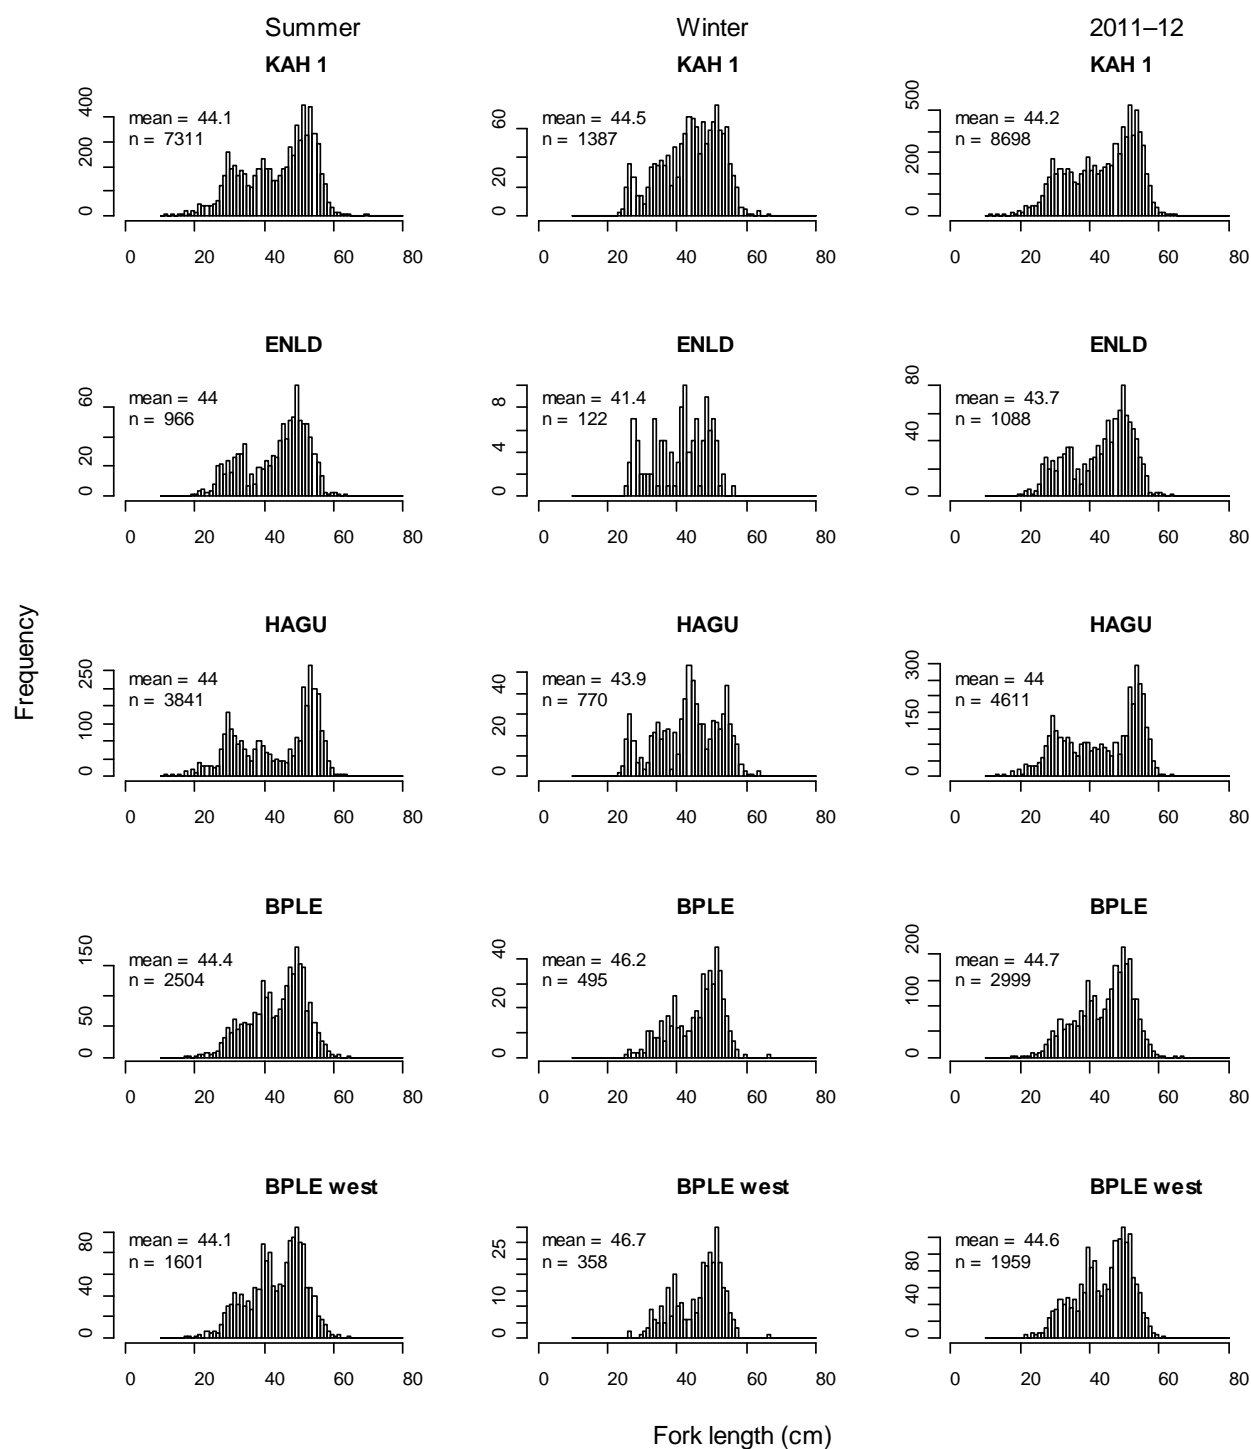 Summer Winter 2011–12
KAH 1 KAH 1 KAH 1
mean = 44.1
n = 7311
0 200 400
0 20 40 60 80
mean = 44.5
n = 1387
0 20 60
0 20 40 60 80
mean = 44.2
n = 8698
0 200 500
0 20 40 60 80
ENLD ENLD ENLD
mean = 44
n = 966
0 20 60
0 20 40 60 80
mean = 41.4
n = 122
0 4 8
0 20 40 60 80
mean = 43.7
n = 1088
0 40 80
0 20 40 60 80
Frequency
HAGU HAGU HAGU
mean = 44
n = 3841
0 100 250
0 20 40 60 80
mean = 43.9
n = 770
0 20 40
0 20 40 60 80
mean = 44
n = 4611
0 150 300
0 20 40 60 80
BPLE BPLE BPLE
mean = 44.4
n = 2504
0 50 150
0 20 40 60 80
mean = 46.2
n = 495
0 20 40
0 20 40 60 80
mean = 44.7
n = 2999
0 100 200
0 20 40 60 80
BPLE west BPLE west BPLE west
mean = 44.1
n = 1601
0 40 80
0 20 40 60 80
mean = 46.7
n = 358
0 10 25
0 20 40 60 80
mean = 44.6
n = 1959
0 40 80
0 20 40 60 80
Fork length (cm)